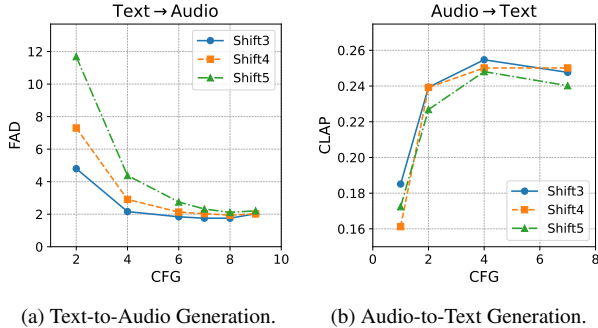 Text → Audio
12
10
8
6
4
2
0
FAD
2 4 6 8 10
CFG
Shift3
Shift4
Shift5
Audio → Text
0.26
0.24
0.22
0.20
0.18
0.16
CLAP
0 2 4 6 8
CFG
Shift3
Shift4
Shift5
(a) Text-to-Audio Generation.
(b) Audio-to-Text Generation.